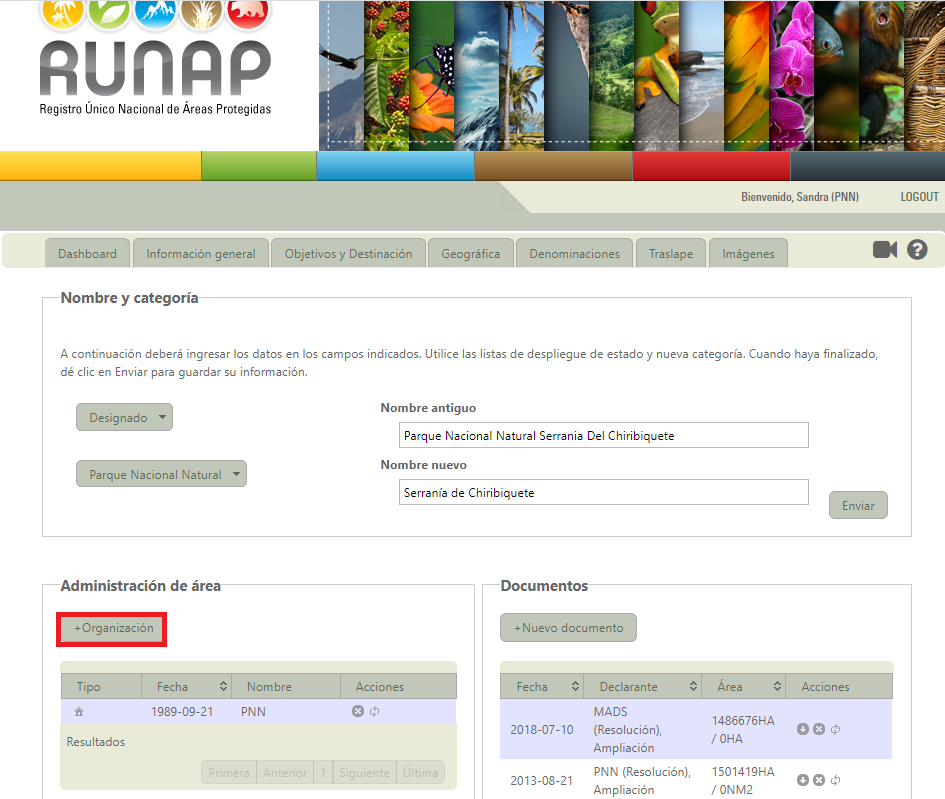 RUNAP
Registro Único Nacional de Áreas Protegidas
Bienvenido, Sandra (PNN)
LOGOUT
Dashboard
Información general
Objetivos y Destinación
Geográfica
Denominaciones
Traslape
Imágenes
Nombre y categoría
A continuación deberá ingresar los datos en los campos indicados. Utilice las listas de despliegue de estado y nueva categoría. Cuando haya finalizado,
dé clic en Enviar para guardar su información.
Designado
Nombre antiguo
Parque Nacional Natural Serrania Del Chiribiquete
Parque Nacional Natural
Nombre nuevo
Serranía de Chiribiquete
Enviar
Administración de área
+Organización
Tipo Fecha Nombre Acciones
1989-09-21 PNN
Resultados
Primera Anterior 1 Siguiente Última
Documentos
+Nuevo documento
Fecha Declarante Área Acciones
2018-07-10
MADS
(Resolución),
Ampliación
1486676HA
/ 0HA
2013-08-21
PNN (Resolución),
Ampliación
1501419HA
/ 0NM2